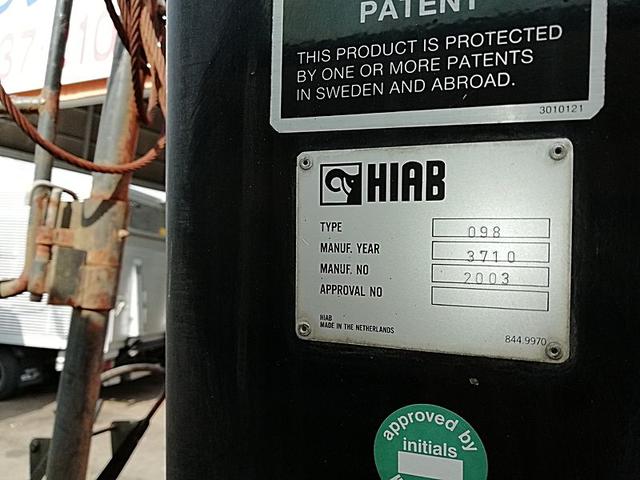 PATENT
THIS PRODUCT IS PROTECTED
BY ONE OR MORE PATENTS
IN SWEDEN AND ABROAD.
3010121
HIAB
TYPE 098
MANUF. YEAR 3710
MANUF. NO 2003
APPROVAL NO
HIAB
MADE IN THE NETHERLANDS
844.9970
approved by
initials